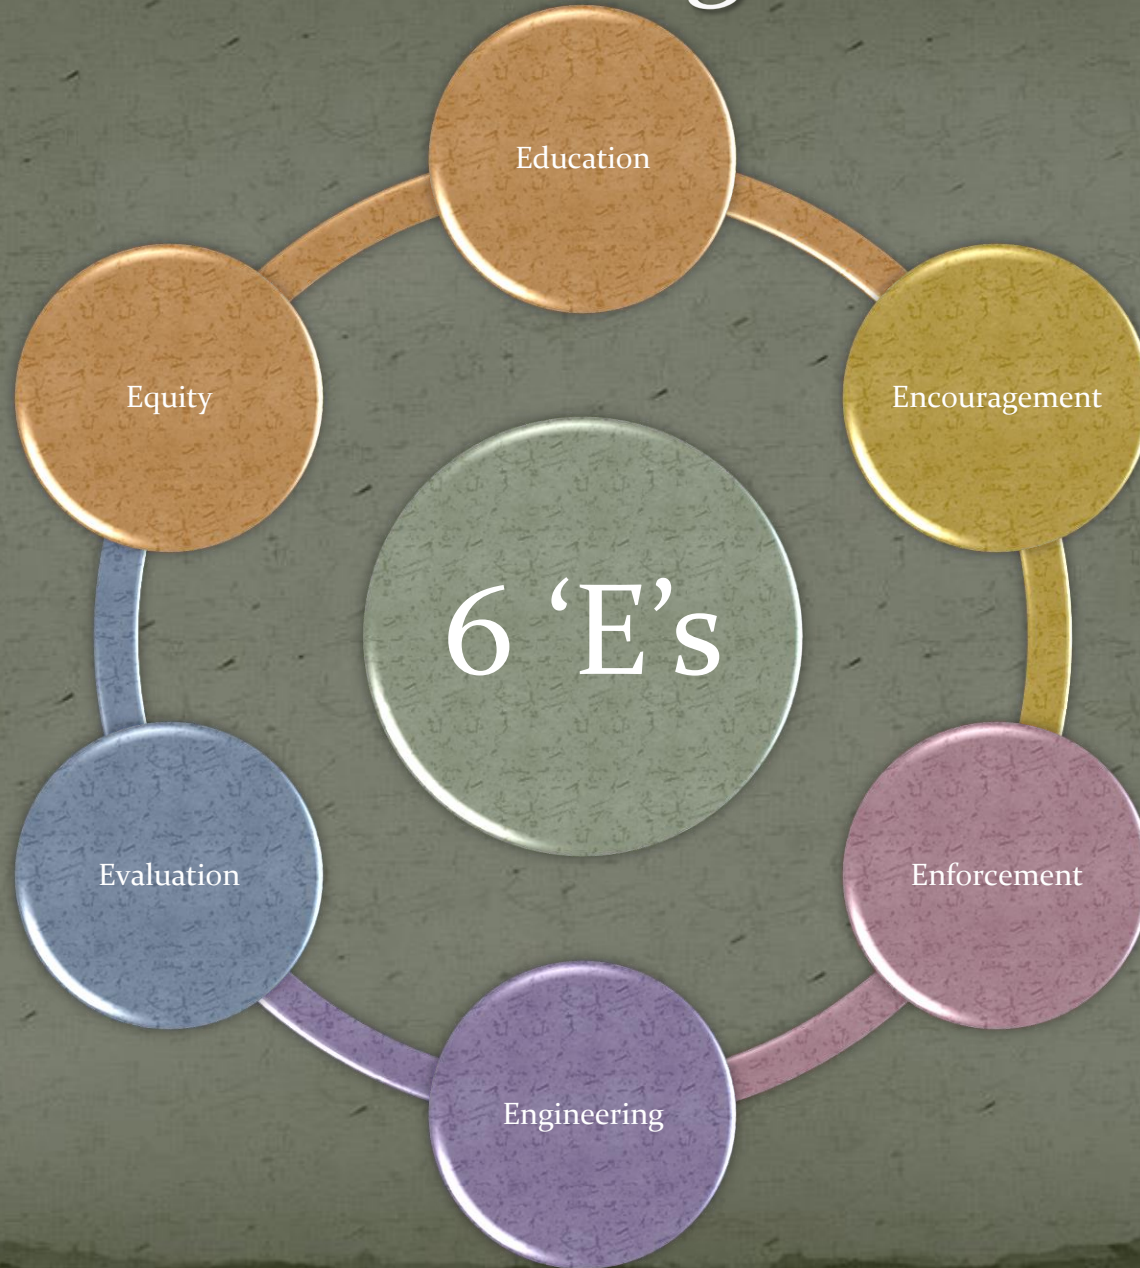 Education
Encouragement
Enforcement
Engineering
Evaluation
Equity
6 ‘E’s